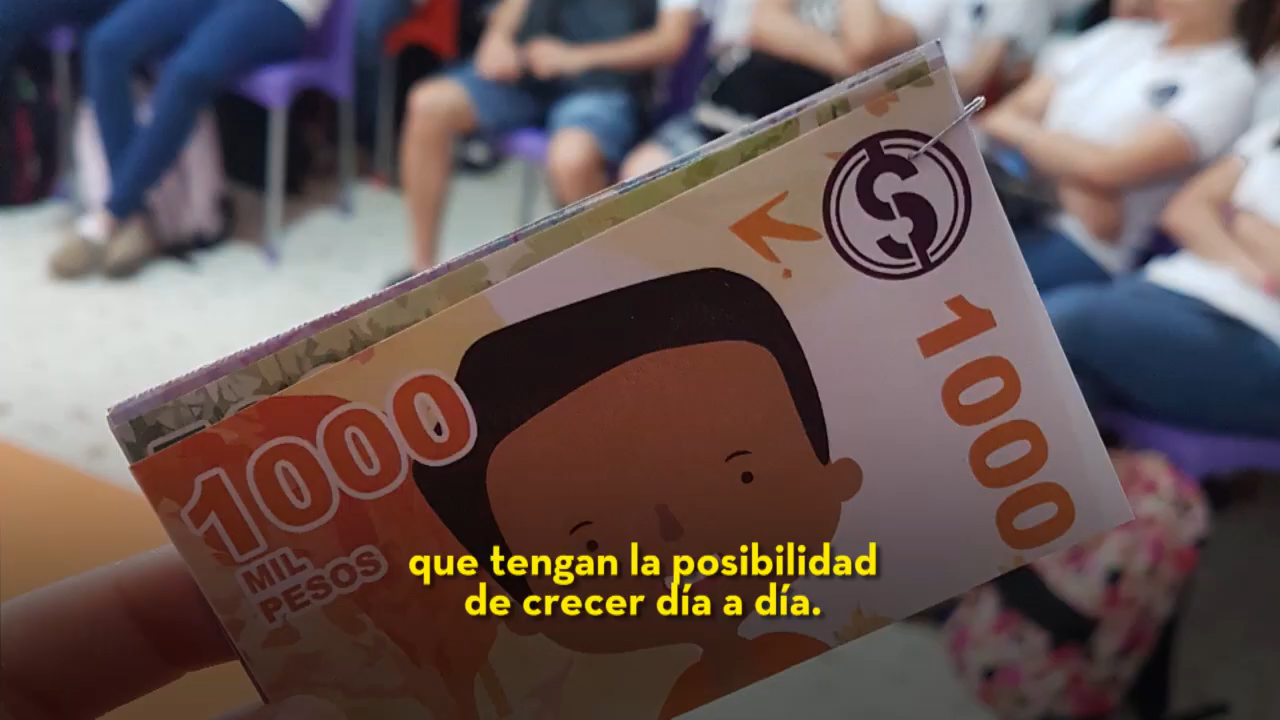 1000
MIL
PESOS
$
1000
que tengan la posibilidad
de crecer día a día.